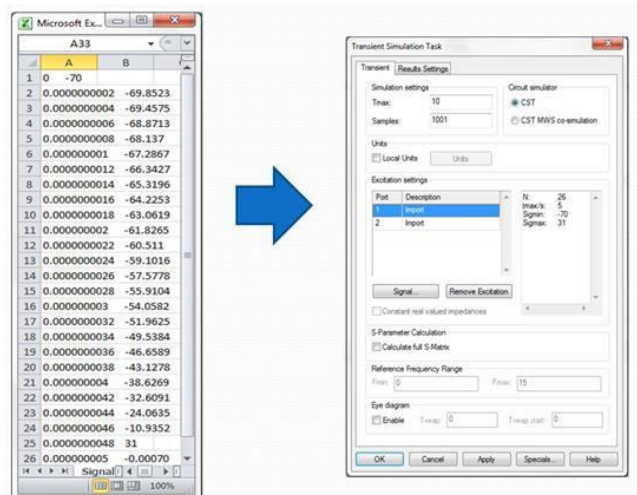 Microsoft Ex...
A33
A B
1 0 -70
2 0.0000000002 -69.8523
3 0.0000000004 -69.4575
4 0.0000000006 -68.8713
5 0.0000000008 -68.137
6 0.000000001 -67.2867
7 0.0000000012 -66.3427
8 0.0000000014 -65.3196
9 0.0000000016 -64.2253
10 0.0000000018 -63.0619
11 0.000000002 -61.8265
12 0.0000000022 -60.511
13 0.0000000024 -59.1016
14 0.0000000026 -57.5778
15 0.0000000028 -55.9104
16 0.000000003 -54.0582
17 0.0000000032 -51.9625
18 0.0000000034 -49.5384
19 0.0000000036 -46.6589
20 0.0000000038 -43.1278
21 0.000000004 -38.6269
22 0.0000000042 -32.6091
23 0.0000000044 -24.0635
24 0.0000000046 -10.9352
25 0.0000000048 31
26 0.000000005 -0.00070
Signal
100%
Transient Simulation Task
Transient Results Settings
Simulation settings
Tmax: 10
Samples: 1001
Circuit simulator
CST
CST MWS co-simulation
Units
Local Units Units
Excitation settings
Port Description
1 Import
2 Import
N: 26
tmax/s: 5
Sigmin: -70
Sigmax: 31
Signal... Remove Excitation
Constant real valued impedances
S-Parameter Calculation
Calculate full S-Matrix
Reference Frequency Range
Fmin: 0 Fmax: 15
Eye diagram
Enable Twrap: 0 Twrap start: 0
OK Cancel Apply Specials... Help